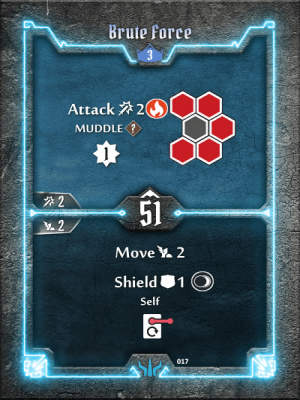 Brute Force
3
Attack 2
MUDDLE ?
1
2
51
2
Move 2
Shield 1
Self
017